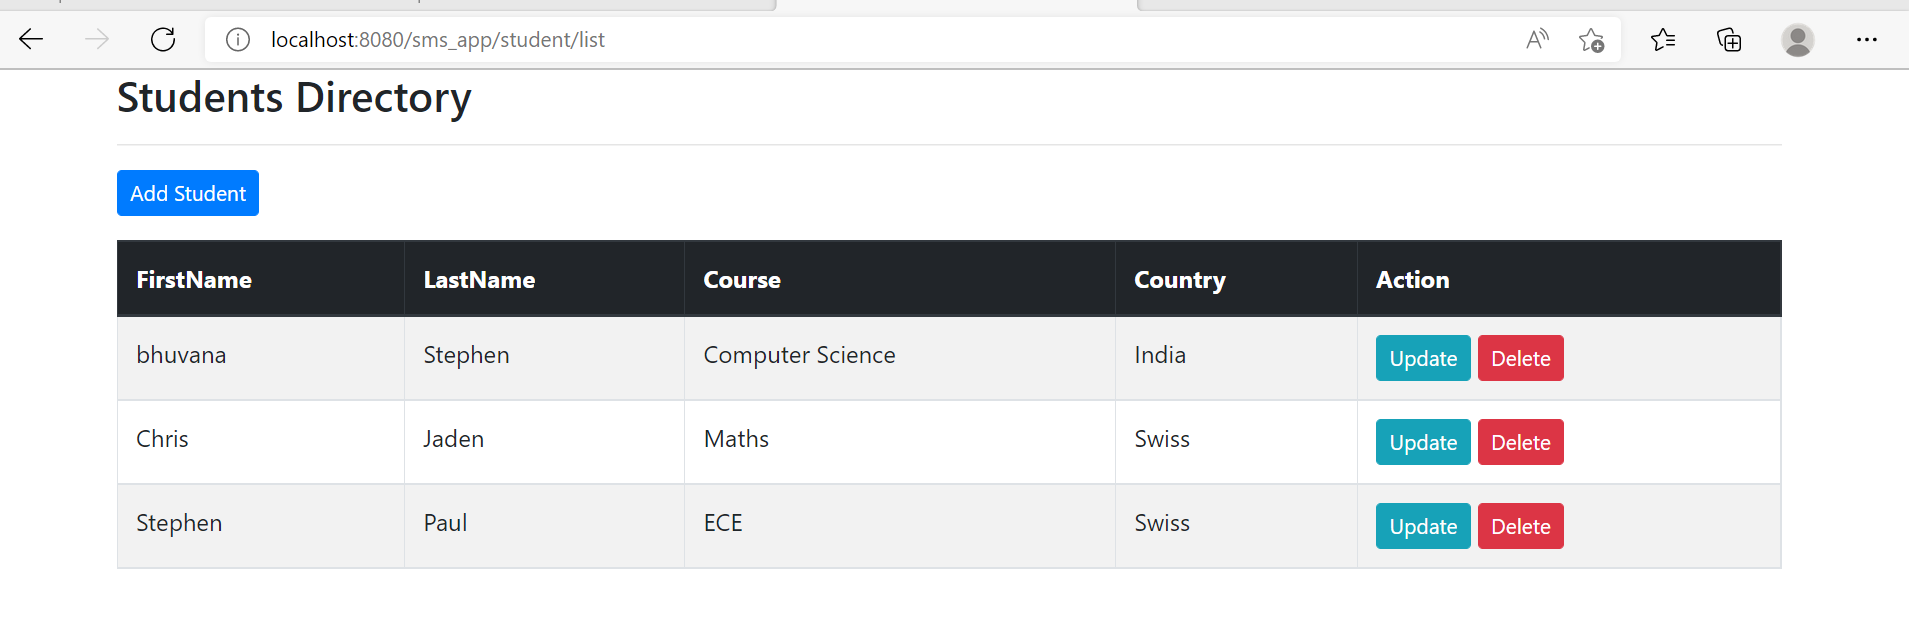 localhost:8080/sms_app/student/list
Students Directory
Add Student
FirstName LastName Course Country Action
bhuvana Stephen Computer Science India Update Delete
Chris Jaden Maths Swiss Update Delete
Stephen Paul ECE Swiss Update Delete